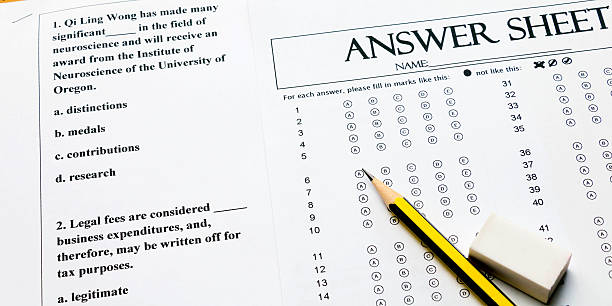 1. Qi Ling Wong has made many
significant_____ in the field of
neuroscience and will receive an
award from the Institute of
Neuroscience of the University of
Oregon.
a. distinctions
b. medals
c. contributions
d. research
2. Legal fees are considered _____
business expenditures, and,
therefore, may be written off for
tax purposes.
a. legitimate
ANSWER SHEET
NAME:
For each answer, please fill in marks like this: not like this:
1
2
3
4
5
6
7
8
9
10
11
12
13
14
31
32
33
34
35
36
37
38
39
40